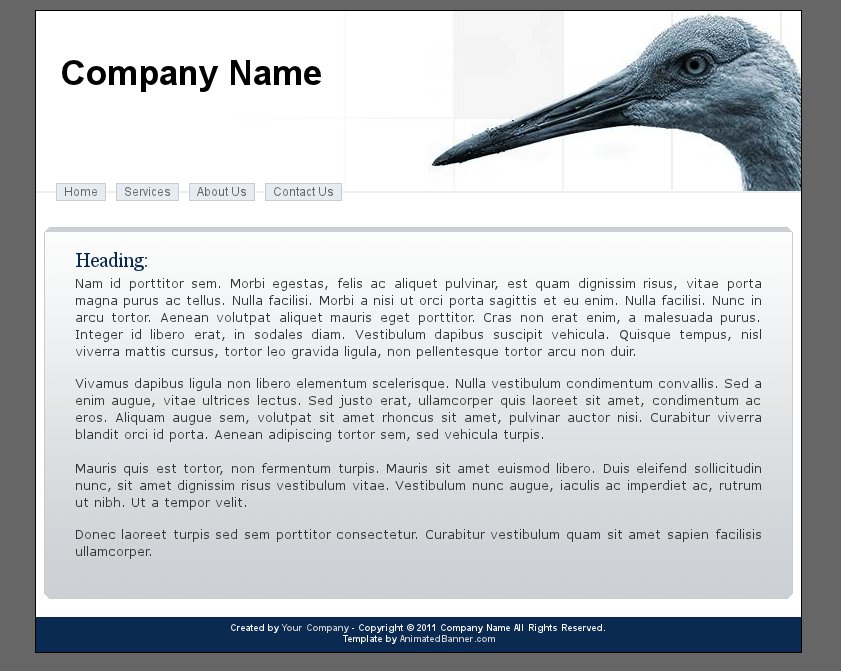 Company Name
Home Services About Us Contact Us
Heading:
Nam id porttitor sem. Morbi egestas, felis ac aliquet pulvinar, est quam dignissim risus, vitae porta
magna purus ac tellus. Nulla facilisi. Morbi a nisi ut orci porta sagittis et eu enim. Nulla facilisi. Nunc in
arcu tortor. Aenean volutpat aliquet mauris eget porttitor. Cras non erat enim, a malesuada purus.
Integer id libero erat, in sodales diam. Vestibulum dapibus suscipit vehicula. Quisque tempus, nisl
viverra mattis cursus, tortor leo gravida ligula, non pellentesque tortor arcu non duir.
Vivamus dapibus ligula non libero elementum scelerisque. Nulla vestibulum condimentum convallis. Sed a
enim augue, vitae ultrices lectus. Sed justo erat, ullamcorper quis laoreet sit amet, condimentum ac
eros. Aliquam augue sem, volutpat sit amet rhoncus sit amet, pulvinar auctor nisi. Curabitur viverra
blandit orci id porta. Aenean adipiscing tortor sem, sed vehicula turpis.
Mauris quis est tortor, non fermentum turpis. Mauris sit amet euismod libero. Duis eleifend sollicitudin
nunc, sit amet dignissim risus vestibulum vitae. Vestibulum nunc augue, iaculis ac imperdiet ac, rutrum
ut nibh. Ut a tempor velit.
Donec laoreet turpis sed sem porttitor consectetur. Curabitur vestibulum quam sit amet sapien facilisis
ullamcorper.
Created by Your Company - Copyright © 2011 Company Name All Rights Reserved.
Template by AnimatedBanner.com